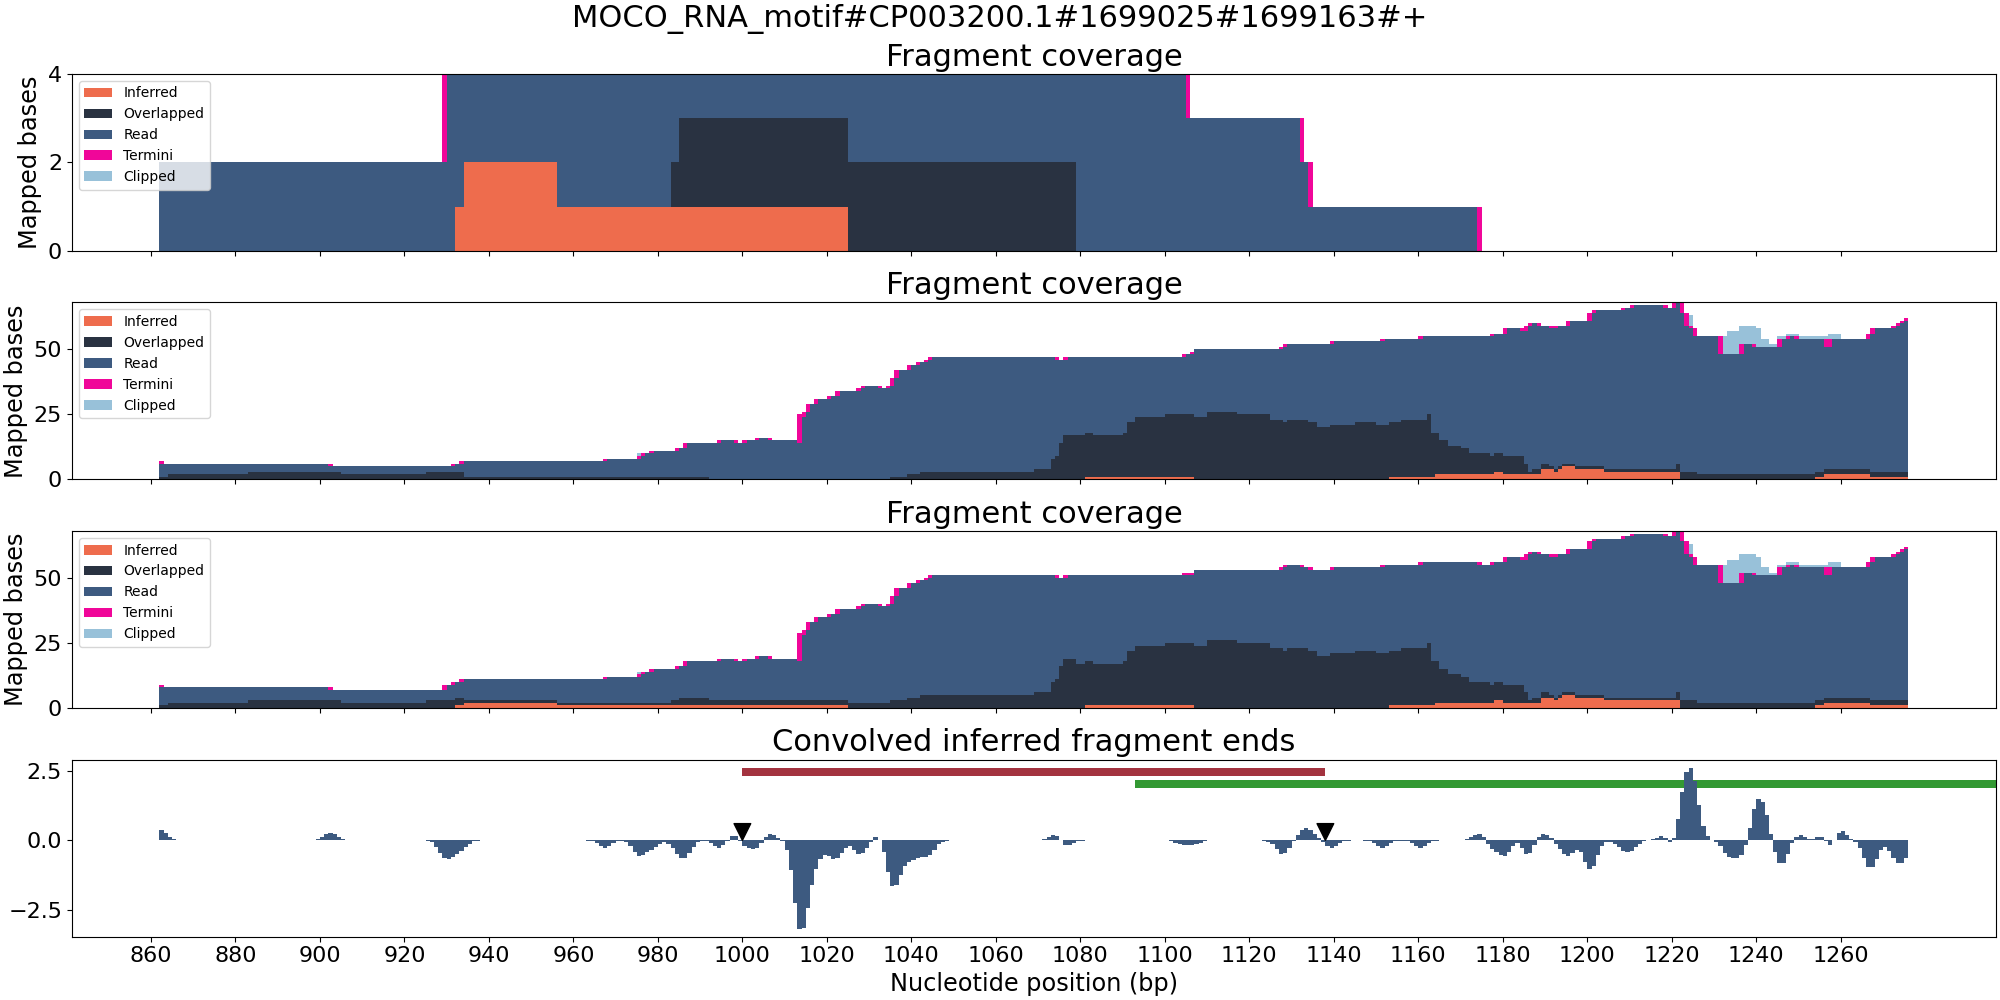 MOCO_RNA_motif#CP003200.1#1699025#1699163#+
Fragment coverage
Mapped bases
4
2
0
Inferred
Overlapped
Read
Termini
Clipped
Fragment coverage
Mapped bases
50
25
0
Inferred
Overlapped
Read
Termini
Clipped
Fragment coverage
Mapped bases
50
25
0
Inferred
Overlapped
Read
Termini
Clipped
Convolved inferred fragment ends
2.5
0.0
−2.5
860 880 900 920 940 960 980 1000 1020 1040 1060 1080 1100 1120 1140 1160 1180 1200 1220 1240 1260
Nucleotide position (bp)